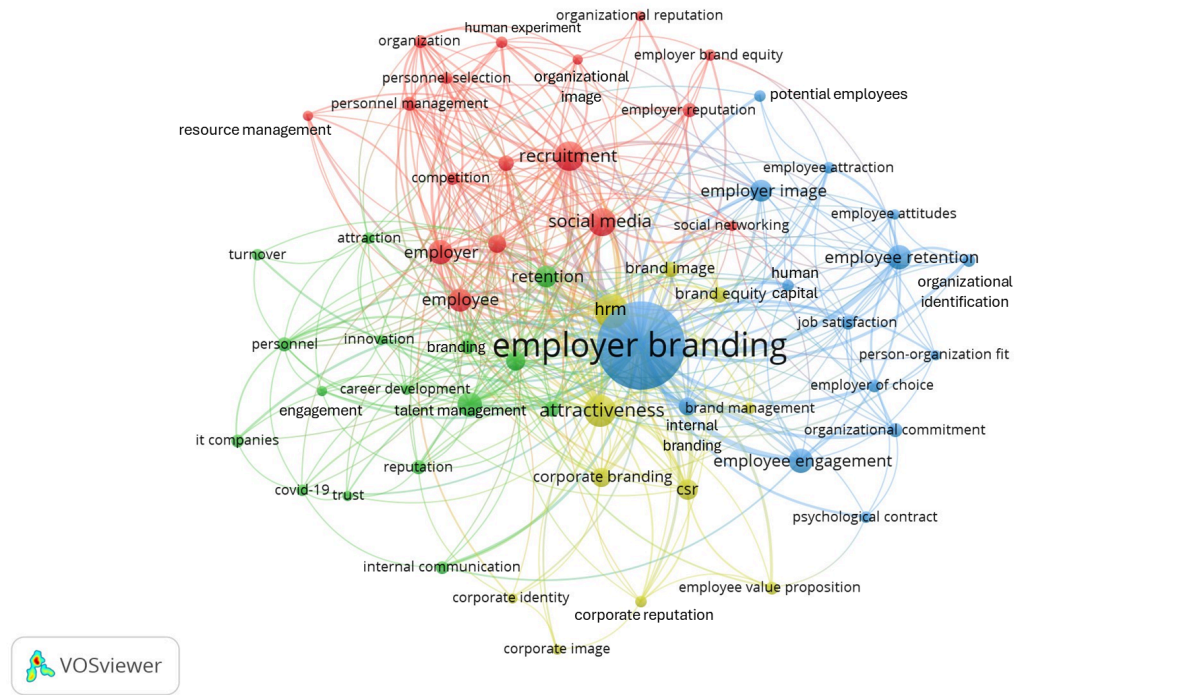 organizational reputation
human experiment
organization
employer brand equity
personnel selection
organizational
image
potential employees
personnel management
employer reputation
resource management
recruitment
competition
employee attraction
employer image
employee attitudes
social media
social networking
attraction
turnover
employer
employee retention
retention
brand image
human
capital
organizational
identification
brand equity
employee
hrm
job satisfaction
innovation
personnel
branding
employer branding
person-organization fit
career development
employer of choice
engagement
talent management
attractiveness
brand management
internal
branding
organizational commitment
it companies
reputation
employee engagement
corporate branding
csr
covid-19
trust
psychological contract
internal communication
employee value proposition
corporate identity
corporate reputation
corporate image
VOSviewer